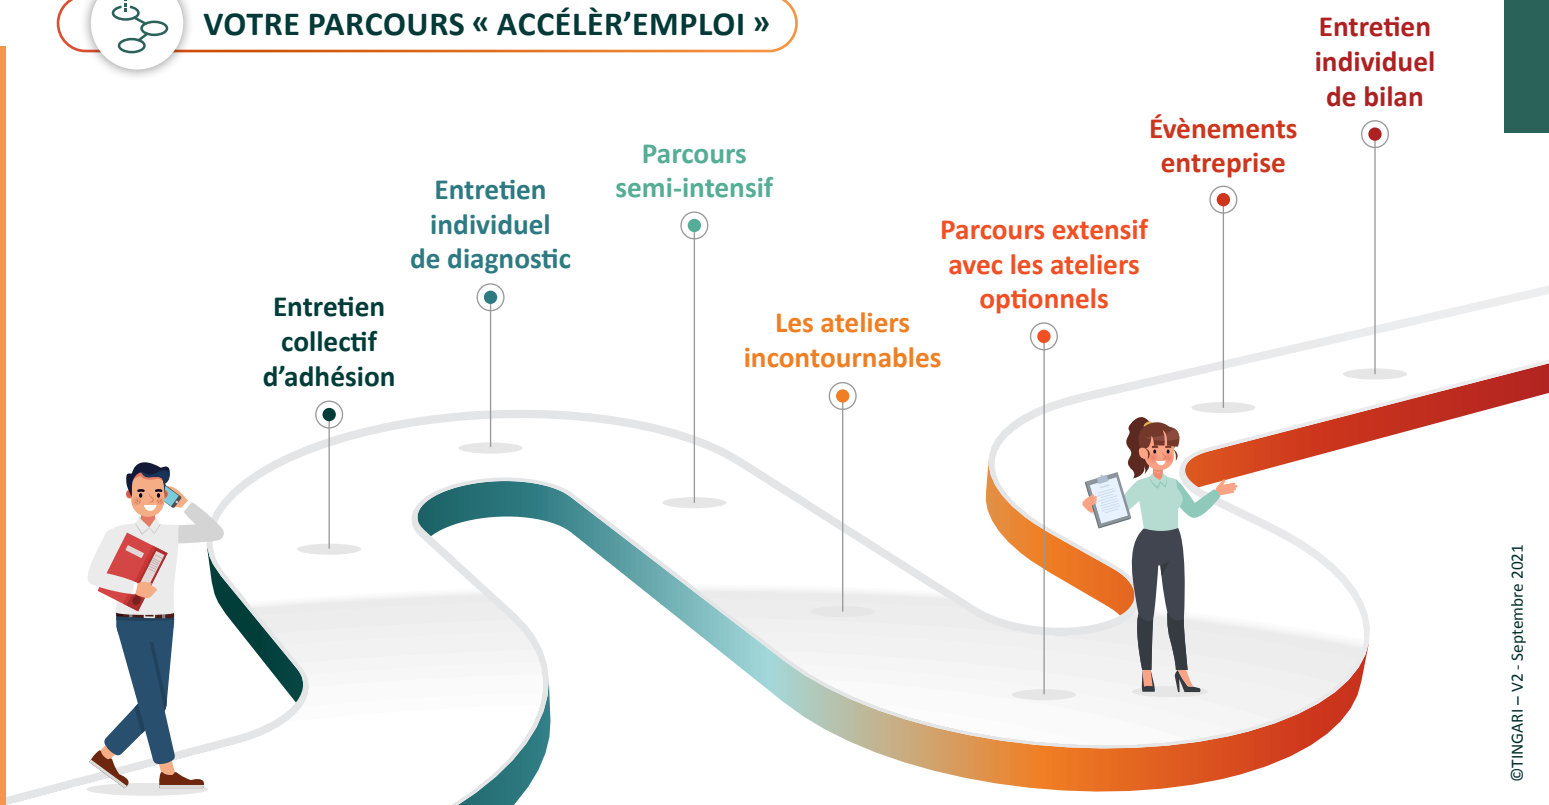 VOTRE PARCOURS « ACCÉLÈR’EMPLOI »
Entretien
collectif
d’adhésion
Entretien
individuel
de diagnostic
Parcours
semi-intensif
Les ateliers
incontournables
Parcours extensif
avec les ateliers
optionnels
Évènements
entreprise
Entretien
individuel
de bilan
©TINGARI – V2 - Septembre 2021